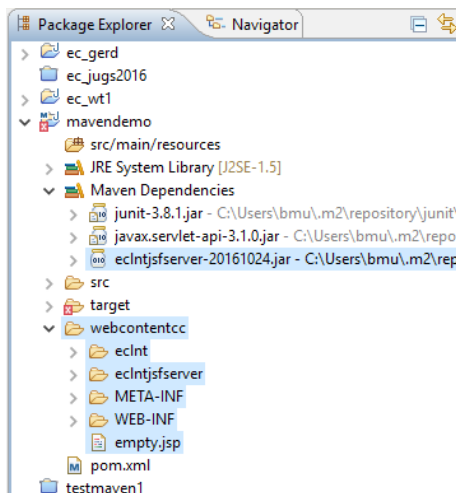 Package Explorer Navigator
ec_gerd
ec_jugs2016
ec_wt1
mavendemo
src/main/resources
JRE System Library [J2SE-1.5]
Maven Dependencies
junit-3.8.1.jar - C:\Users\bmu\.m2\repository\junit\
javax.servlet-api-3.1.0.jar - C:\Users\bmu\.m2\repo
eclntjsfserver-20161024.jar - C:\Users\bmu\.m2\rep
src
target
webcontentcc
eclnt
eclntjsfserver
META-INF
WEB-INF
empty.jsp
pom.xml
testmaven1